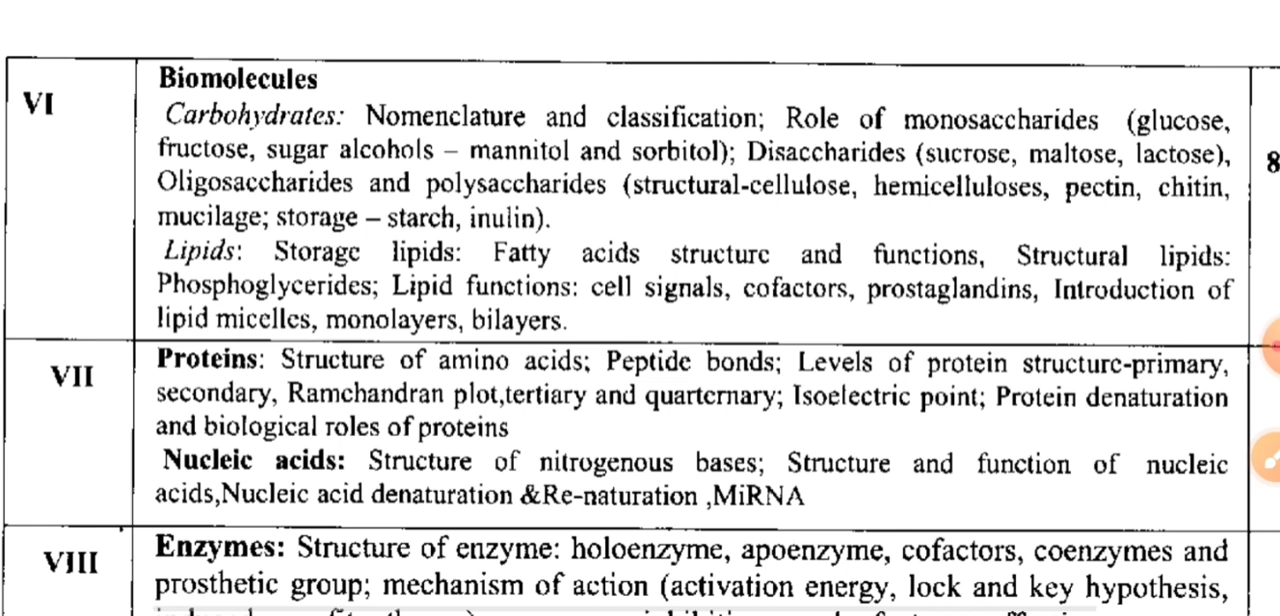 VI
Biomolecules
Carbohydrates: Nomenclature and classification; Role of monosaccharides (glucose,
fructose, sugar alcohols – mannitol and sorbitol); Disaccharides (sucrose, maltose, lactose),
Oligosaccharides and polysaccharides (structural-cellulose, hemicelluloses, pectin, chitin,
mucilage; storage – starch, inulin).
8
Lipids: Storage lipids: Fatty acids structure and functions, Structural lipids:
Phosphoglycerides; Lipid functions: cell signals, cofactors, prostaglandins, Introduction of
lipid micelles, monolayers, bilayers.
VII
Proteins: Structure of amino acids; Peptide bonds; Levels of protein structure-primary,
secondary, Ramchandran plot,tertiary and quarternary; Isoelectric point; Protein denaturation
and biological roles of proteins
Nucleic acids: Structure of nitrogenous bases; Structure and function of nucleic
acids,Nucleic acid denaturation &Re-naturation ,MiRNA
VIII
Enzymes: Structure of enzyme: holoenzyme, apoenzyme, cofactors, coenzymes and
prosthetic group; mechanism of action (activation energy, lock and key hypothesis,